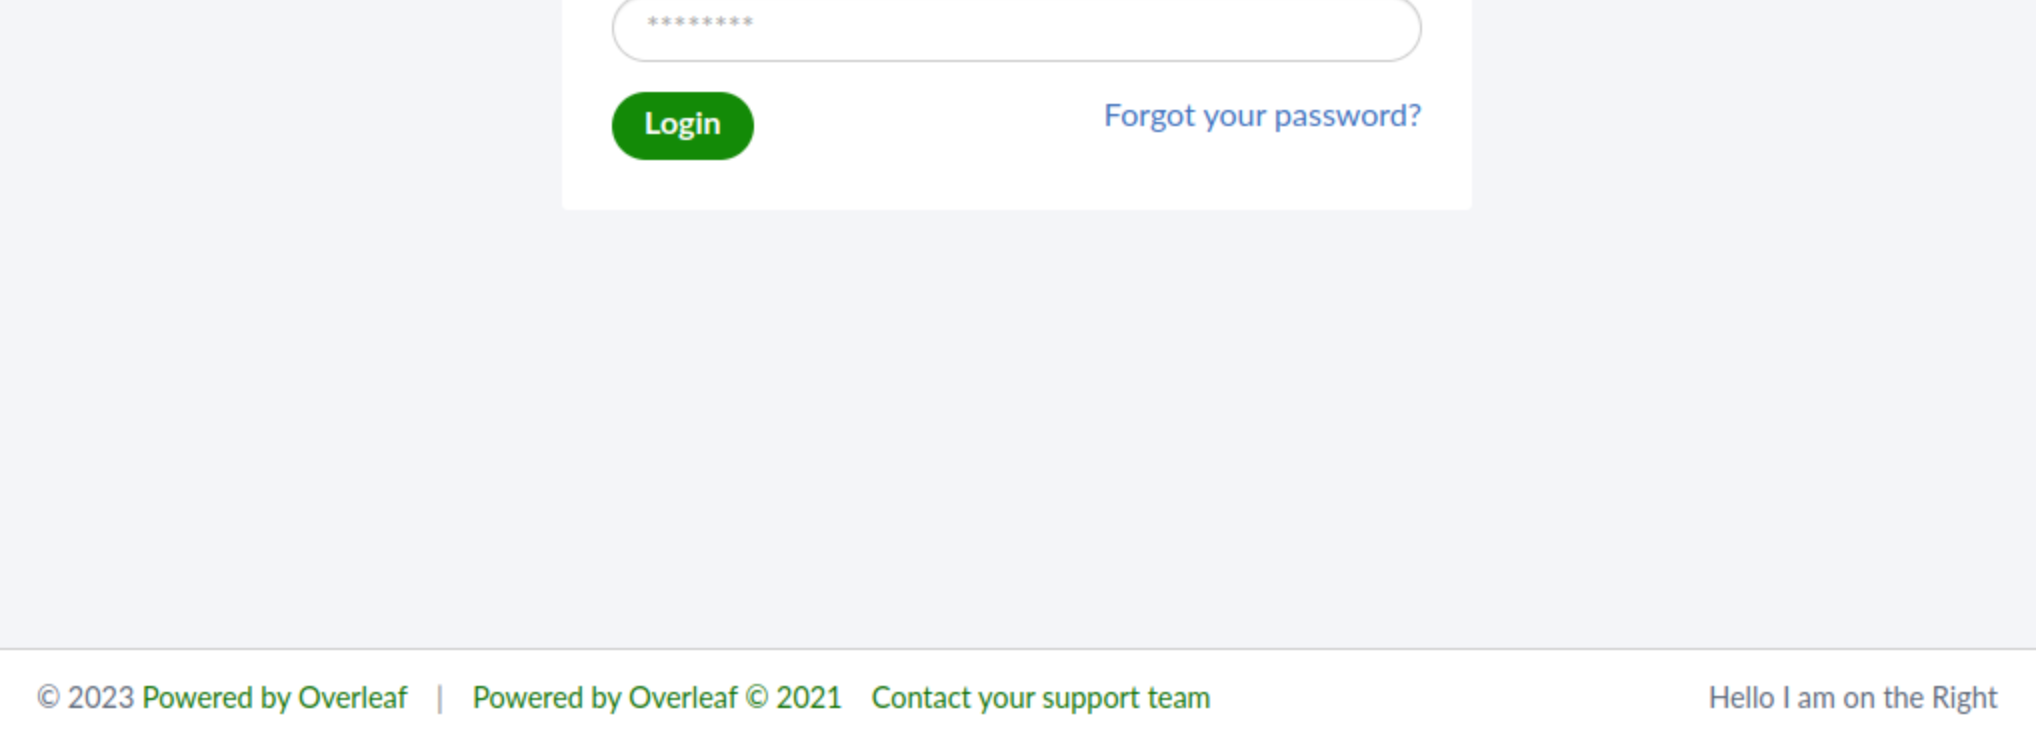 ********
Login
Forgot your password?
© 2023 Powered by Overleaf | Powered by Overleaf © 2021 Contact your support team
Hello I am on the Right